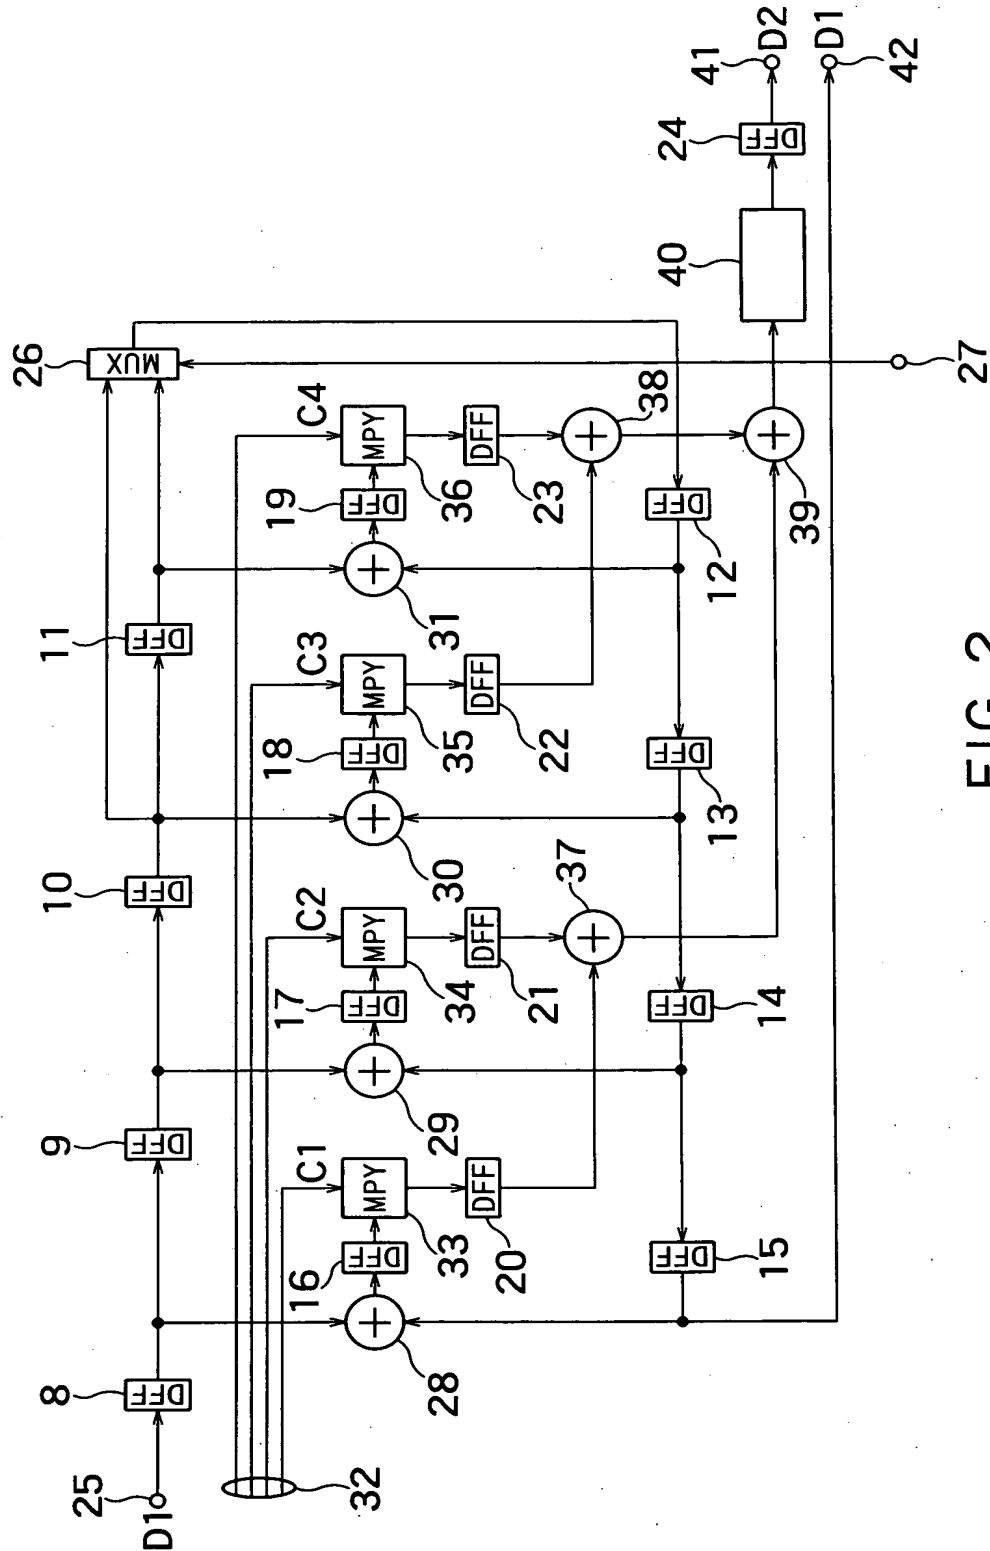 26
8
9
10
11
25
MUX
D1
DFF
DFF
DFF
DFF
C1
C2
C3
C4
16
17
18
19
32
DFF
MPY
DFF
MPY
DFF
MPY
DFF
MPY
28
33
29
34
30
35
31
36
DFF
DFF
DFF
DFF
20
21
22
23
37
38
DFF
DFF
DFF
DFF
40
24
41
15
14
13
12
DFF
D2
39
D1
42
27
FIG. 2